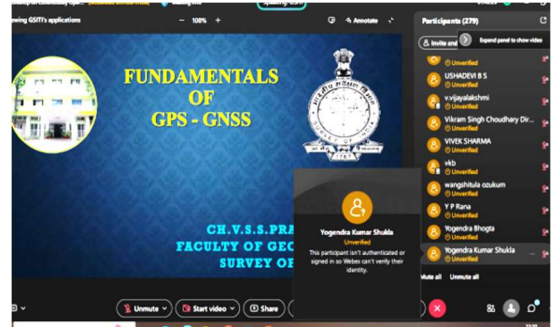 ewing GSITI's applications
100%
Annotate
Participants (279)
Invite and
Expand panel to show video
Unverified
USHADEVI B S
Unverified
v.vijayalakshmi
Unverified
Vikram Singh Choudhary Dir...
Unverified
VIVEK SHARMA
Unverified
vkb
Unverified
wangshitula ozukum
Unverified
Y P Rana
Unverified
Yogendra Bhogta
Unverified
Yogendra Kumar Shukla
Unverified
Mute all Unmute all
FUNDAMENTALS
OF
GPS - GNSS
CH.V.S.S.PRA
FACULTY OF GEO
SURVEY OF
Yogendra Kumar Shukla
Unverified
This participant isn't authenticated or
signed in so Webex can't verify their
identity.
Unmute
Start video
Share